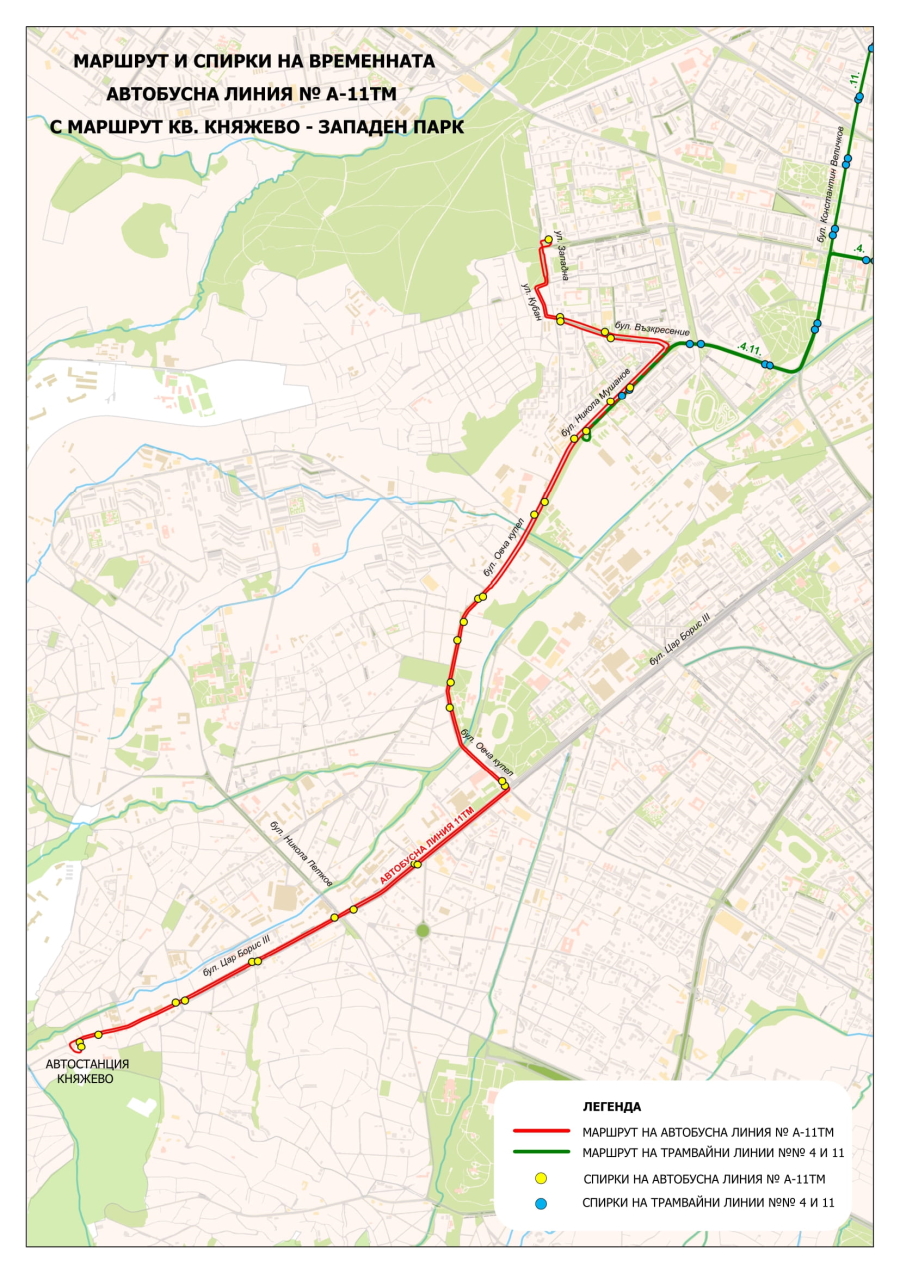 МАРШРУТ И СПИРКИ НА ВРЕМЕННАТА
АВТОБУСНА ЛИНИЯ № А-11ТМ
С МАРШРУТ КВ. КНЯЖЕВО - ЗАПАДЕН ПАРК
.11.
бул. Константин Величков
.4.
ул. Западна
ул. Кубан
бул. Възкресение
.4.11.
бул. Никола Мушанов
бул. Овча купел
бул. Цар Борис III
бул. Овча купел
АВТОБУСНА ЛИНИЯ 11ТМ
бул. Никола Петков
бул. Цар Борис III
АВТОСТАНЦИЯ
КНЯЖЕВО
ЛЕГЕНДА
МАРШРУТ НА АВТОБУСНА ЛИНИЯ № А-11ТМ
МАРШРУТ НА ТРАМВАЙНИ ЛИНИИ №№ 4 И 11
СПИРКИ НА АВТОБУСНА ЛИНИЯ № А-11ТМ
СПИРКИ НА ТРАМВАЙНИ ЛИНИИ №№ 4 И 11